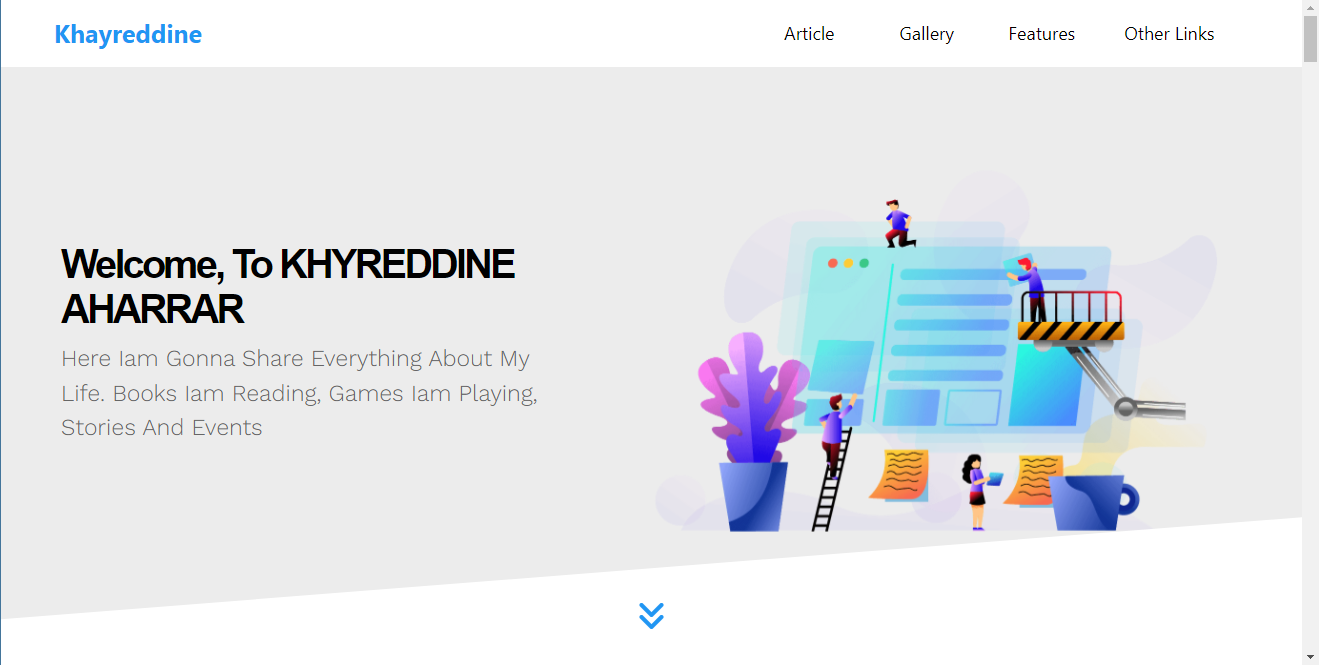 Khayreddine
Article
Gallery
Features
Other Links
Welcome, To KHYREDDINE
AHARRAR
Here Iam Gonna Share Everything About My
Life. Books Iam Reading, Games Iam Playing,
Stories And Events